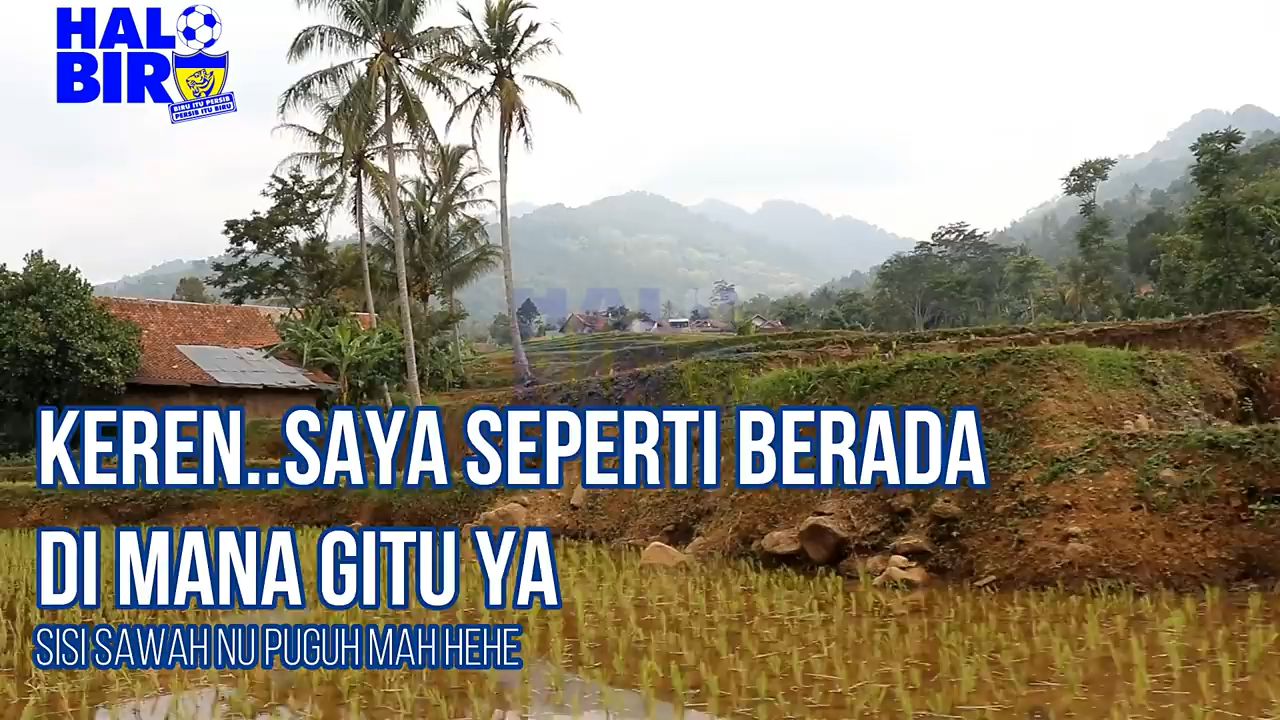 HALO
BIRU
BIRU ITU PERSIB
PERSIB ITU BIRU
HALO
KEREN..SAYA SEPERTI BERADA
DI MANA GITU YA
SISI SAWAH NU PUGUH MAH HEHE